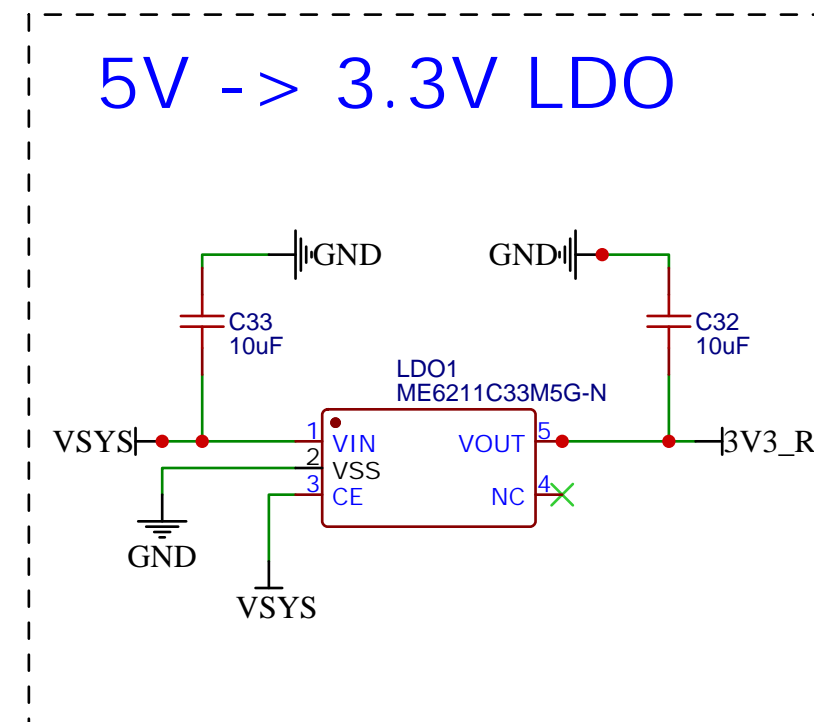 5V -> 3.3V LDO
GND
GND
C33
10uF
C32
10uF
LDO1
ME6211C33M5G-N
VSYS
1
VIN
VOUT
5
3V3_R
2
VSS
3
CE
NC
4
GND
VSYS